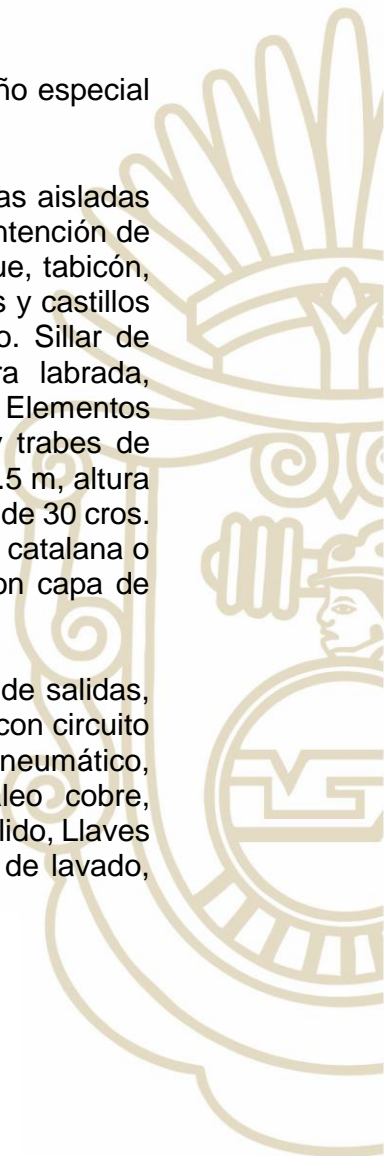 ño especial
as aisladas
ntención de
ue, tabicón,
s y castillos
o. Sillar de
ra labrada,
Elementos
y trabes de
.5 m, altura
de 30 cros.
catalana o
on capa de
de salidas,
con circuito
neumático,
leo cobre,
lido, Llaves
de lavado,